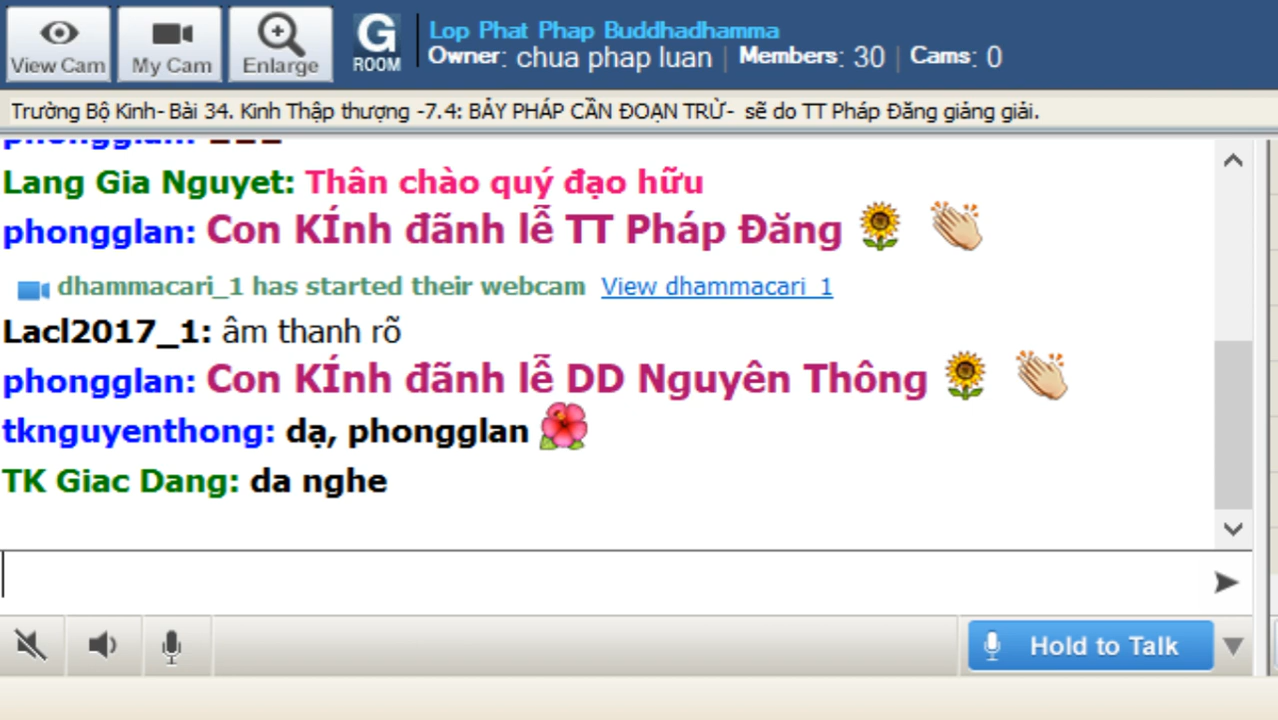 View Cam
My Cam
Enlarge
G
ROOM
Lop Phat Phap Buddhadhamma
Owner: chua phap luan | Members: 30 | Cams: 0
Trường Bộ Kinh- Bài 34. Kinh Thập thượng -7.4: BẢY PHÁP CẦN ĐOẠN TRỪ- sẽ do TT Pháp Đăng giảng giải.
phongglan:
Lang Gia Nguyet: Thân chào quý đạo hữu
phongglan: Con KÍnh đãnh lễ TT Pháp Đăng
dhammacari_1 has started their webcam View dhammacari_1
Lacl2017_1: âm thanh rõ
phongglan: Con KÍnh đãnh lễ DD Nguyên Thông
tknguyenthong: dạ, phongglan
TK Giac Dang: da nghe
Hold to Talk